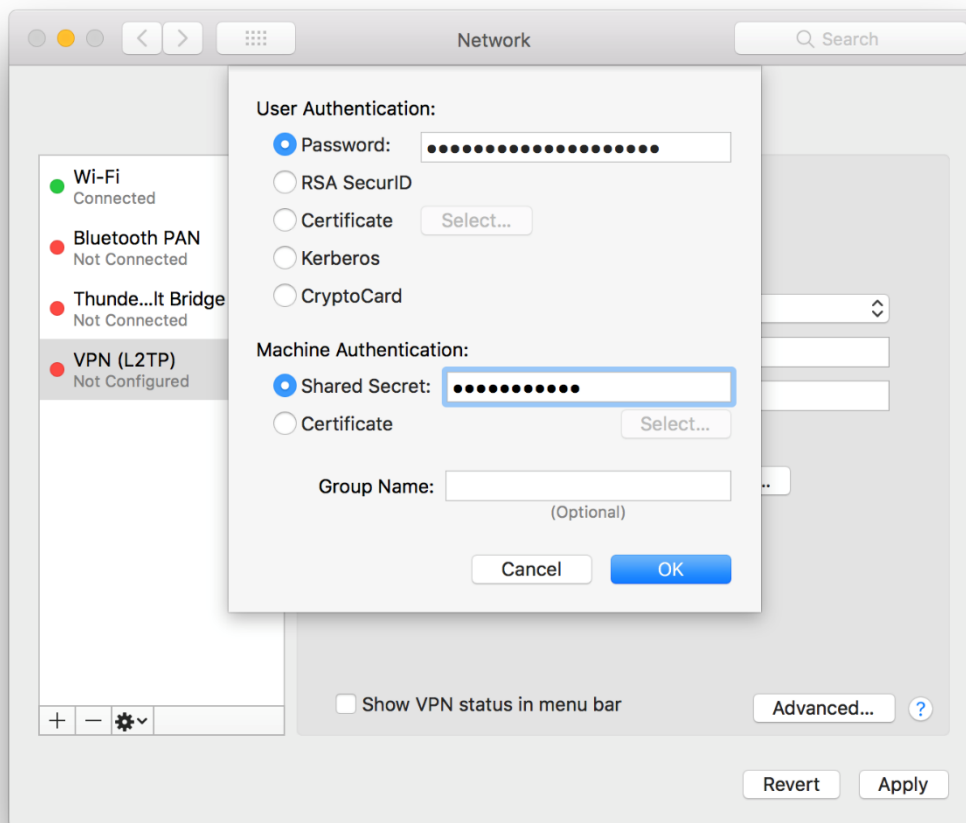 Network
Search
User Authentication:
Password: ••••••••••••••••••••
RSA SecurID
Certificate Select...
Kerberos
CryptoCard
Machine Authentication:
Shared Secret: •••••••••••
Certificate Select...
Group Name:
(Optional)
Cancel OK
Wi-Fi
Connected
Bluetooth PAN
Not Connected
Thunde...lt Bridge
Not Connected
VPN (L2TP)
Not Configured
..
Show VPN status in menu bar
Advanced... ?
Revert Apply